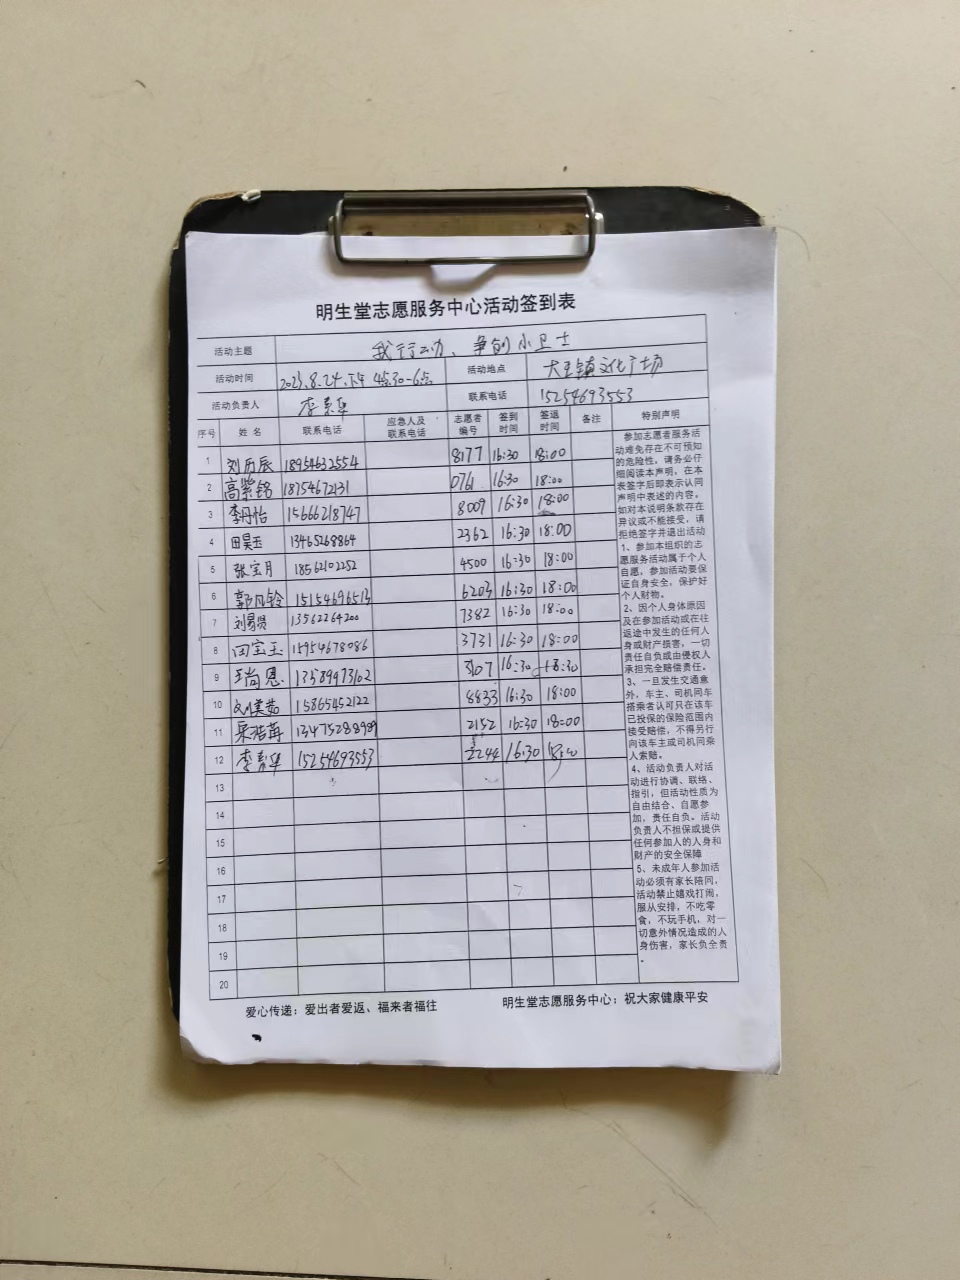 明生堂志愿服务中心活动签到表
活动主题 我行动、争创小卫士
活动时间 2023.8.24.下午 4点30-6点 活动地点 大王镇文化广场
活动负责人 李素华 联系电话 15254693553
序号 姓名 联系电话 应急人及联系电话 志愿者编号 签到时间 签退时间 备注 特别声明
1 刘历辰 18954632554 8177 16:30 18:00
2 高紫铭 18754672131 0761 16:30 18:00
3 李丹怡 15666218747 8009 16:30 18:00
4 田昊玉 13465268864 2362 16:30 18:00
5 张宝月 18562102252 4500 16:30 18:00
6 郭凤铃 15154696513 6203 16:30 18:00
7 刘易贤 13562264200 7382 16:30 18:00
8 田宝玉 15954678086 3731 16:30 18:00
9 尚恩 13589473102 3107 16:30 18:30
10 刘美茹 15865452122 8833 16:30 18:00
11 梁浩苒 13475288989 2152 16:30 18:00
12 李素华 15254693553 2244 16:30
13
14
15
16
17
18
19
20
参加志愿者服务活
动难免存在不可预知
的危险性，请务必仔
细阅读本声明，在本
表签字后即表示认同
声明中表述的内容。
如对本说明条款存在
异议或不能接受，请
拒绝签字并退出活动
1、参加本组织的志
愿服务活动属于个人
自愿，参加活动要保
证自身安全，保护好
个人财物。
2、因个人身体原因
及在参加活动或在往
返途中发生的任何人
身或财产损害，一切
责任自负或由侵权人
承担完全赔偿责任。
3、一旦发生交通意
外，车主、司机同车
搭乘者认可只在该车
已投保的保险范围内
接受赔偿，不得另行
向该车主或司机同乘
人索赔。
4、活动负责人对活
动进行协调、联络、
指引，但活动性质为
自由结合、自愿参
加，责任自负。活动
负责人不担保或提供
任何参加人的人身和
财产的安全保障
5、未成年人参加活
动必须有家长陪同，
活动禁止嬉戏打闹，
服从安排，不吃零
食，不玩手机，对一
切意外情况造成的人
身伤害，家长负全责
。
爱心传递：爱出者爱返、福来者福往 明生堂志愿服务中心：祝大家健康平安